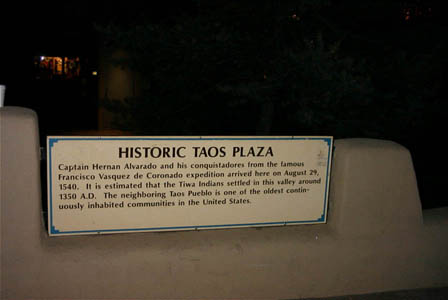 HISTORIC TAOS PLAZA
Captain Hernan Alvarado and his conquistadores from the famous
Francisco Vasquez de Coronado expedition arrived here on August 29,
1540. It is estimated that the Tiwa Indians settled in this valley around
1350 A.D. The neighboring Taos Pueblo is one of the oldest contin-
uously inhabited communities in the United States.